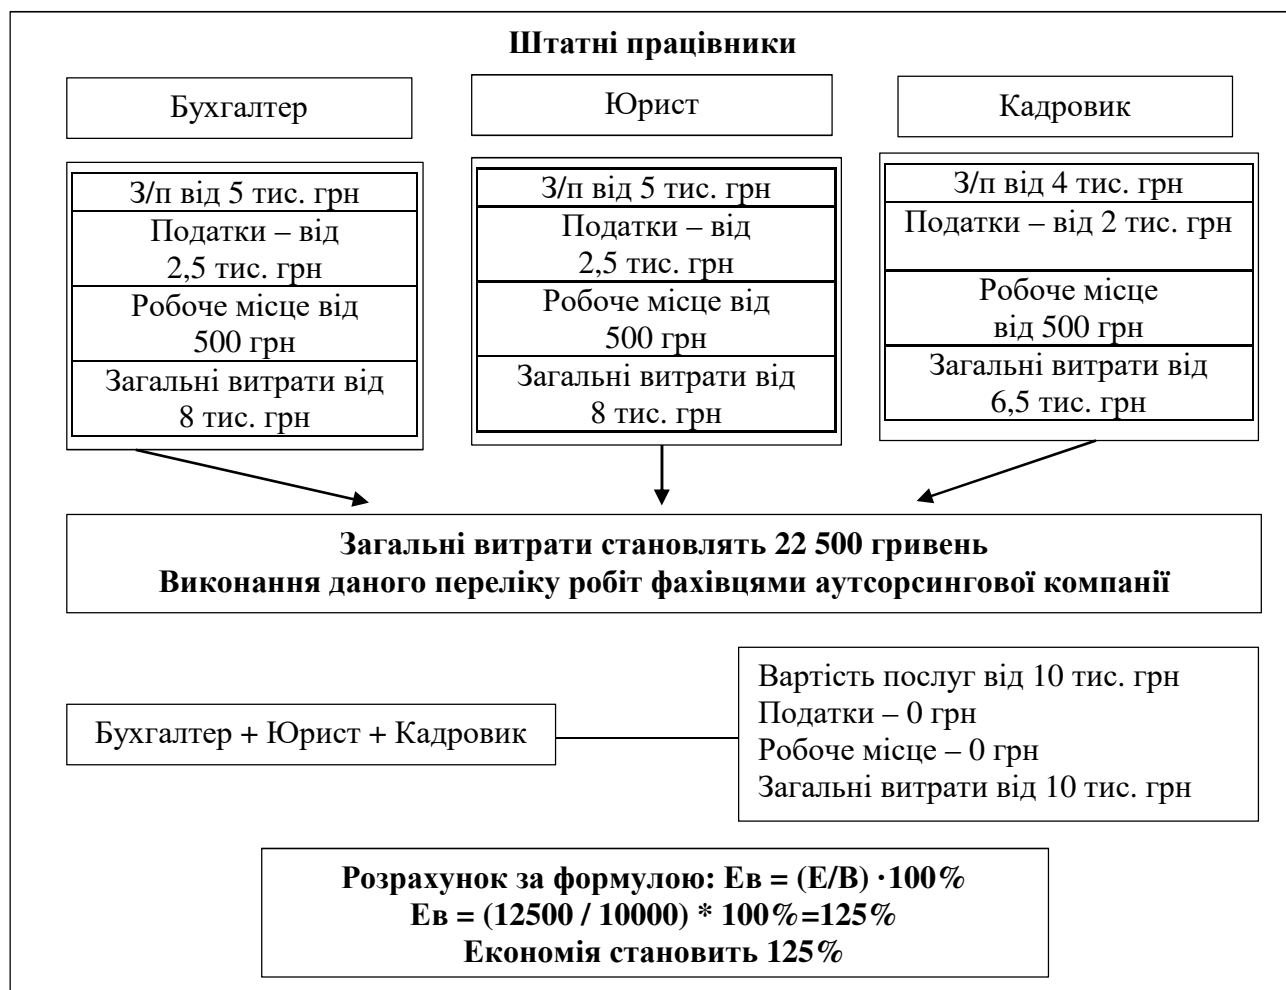 Штатні працівники
Бухгалтер
Юрист
Кадровик
З/п від 5 тис. грн
Податки – від
2,5 тис. грн
Робоче місце від
500 грн
Загальні витрати від
8 тис. грн
З/п від 5 тис. грн
Податки – від
2,5 тис. грн
Робоче місце від
500 грн
Загальні витрати від
8 тис. грн
З/п від 4 тис. грн
Податки – від 2 тис. грн
Робоче місце
від 500 грн
Загальні витрати від
6,5 тис. грн
Загальні витрати становлять 22 500 гривень
Виконання даного переліку робіт фахівцями аутсорсингової компанії
Бухгалтер + Юрист + Кадровик
Вартість послуг від 10 тис. грн
Податки – 0 грн
Робоче місце – 0 грн
Загальні витрати від 10 тис. грн
Розрахунок за формулою: Ев = (Е/В) ·100%
Ев = (12500 / 10000) * 100%=125%
Економія становить 125%